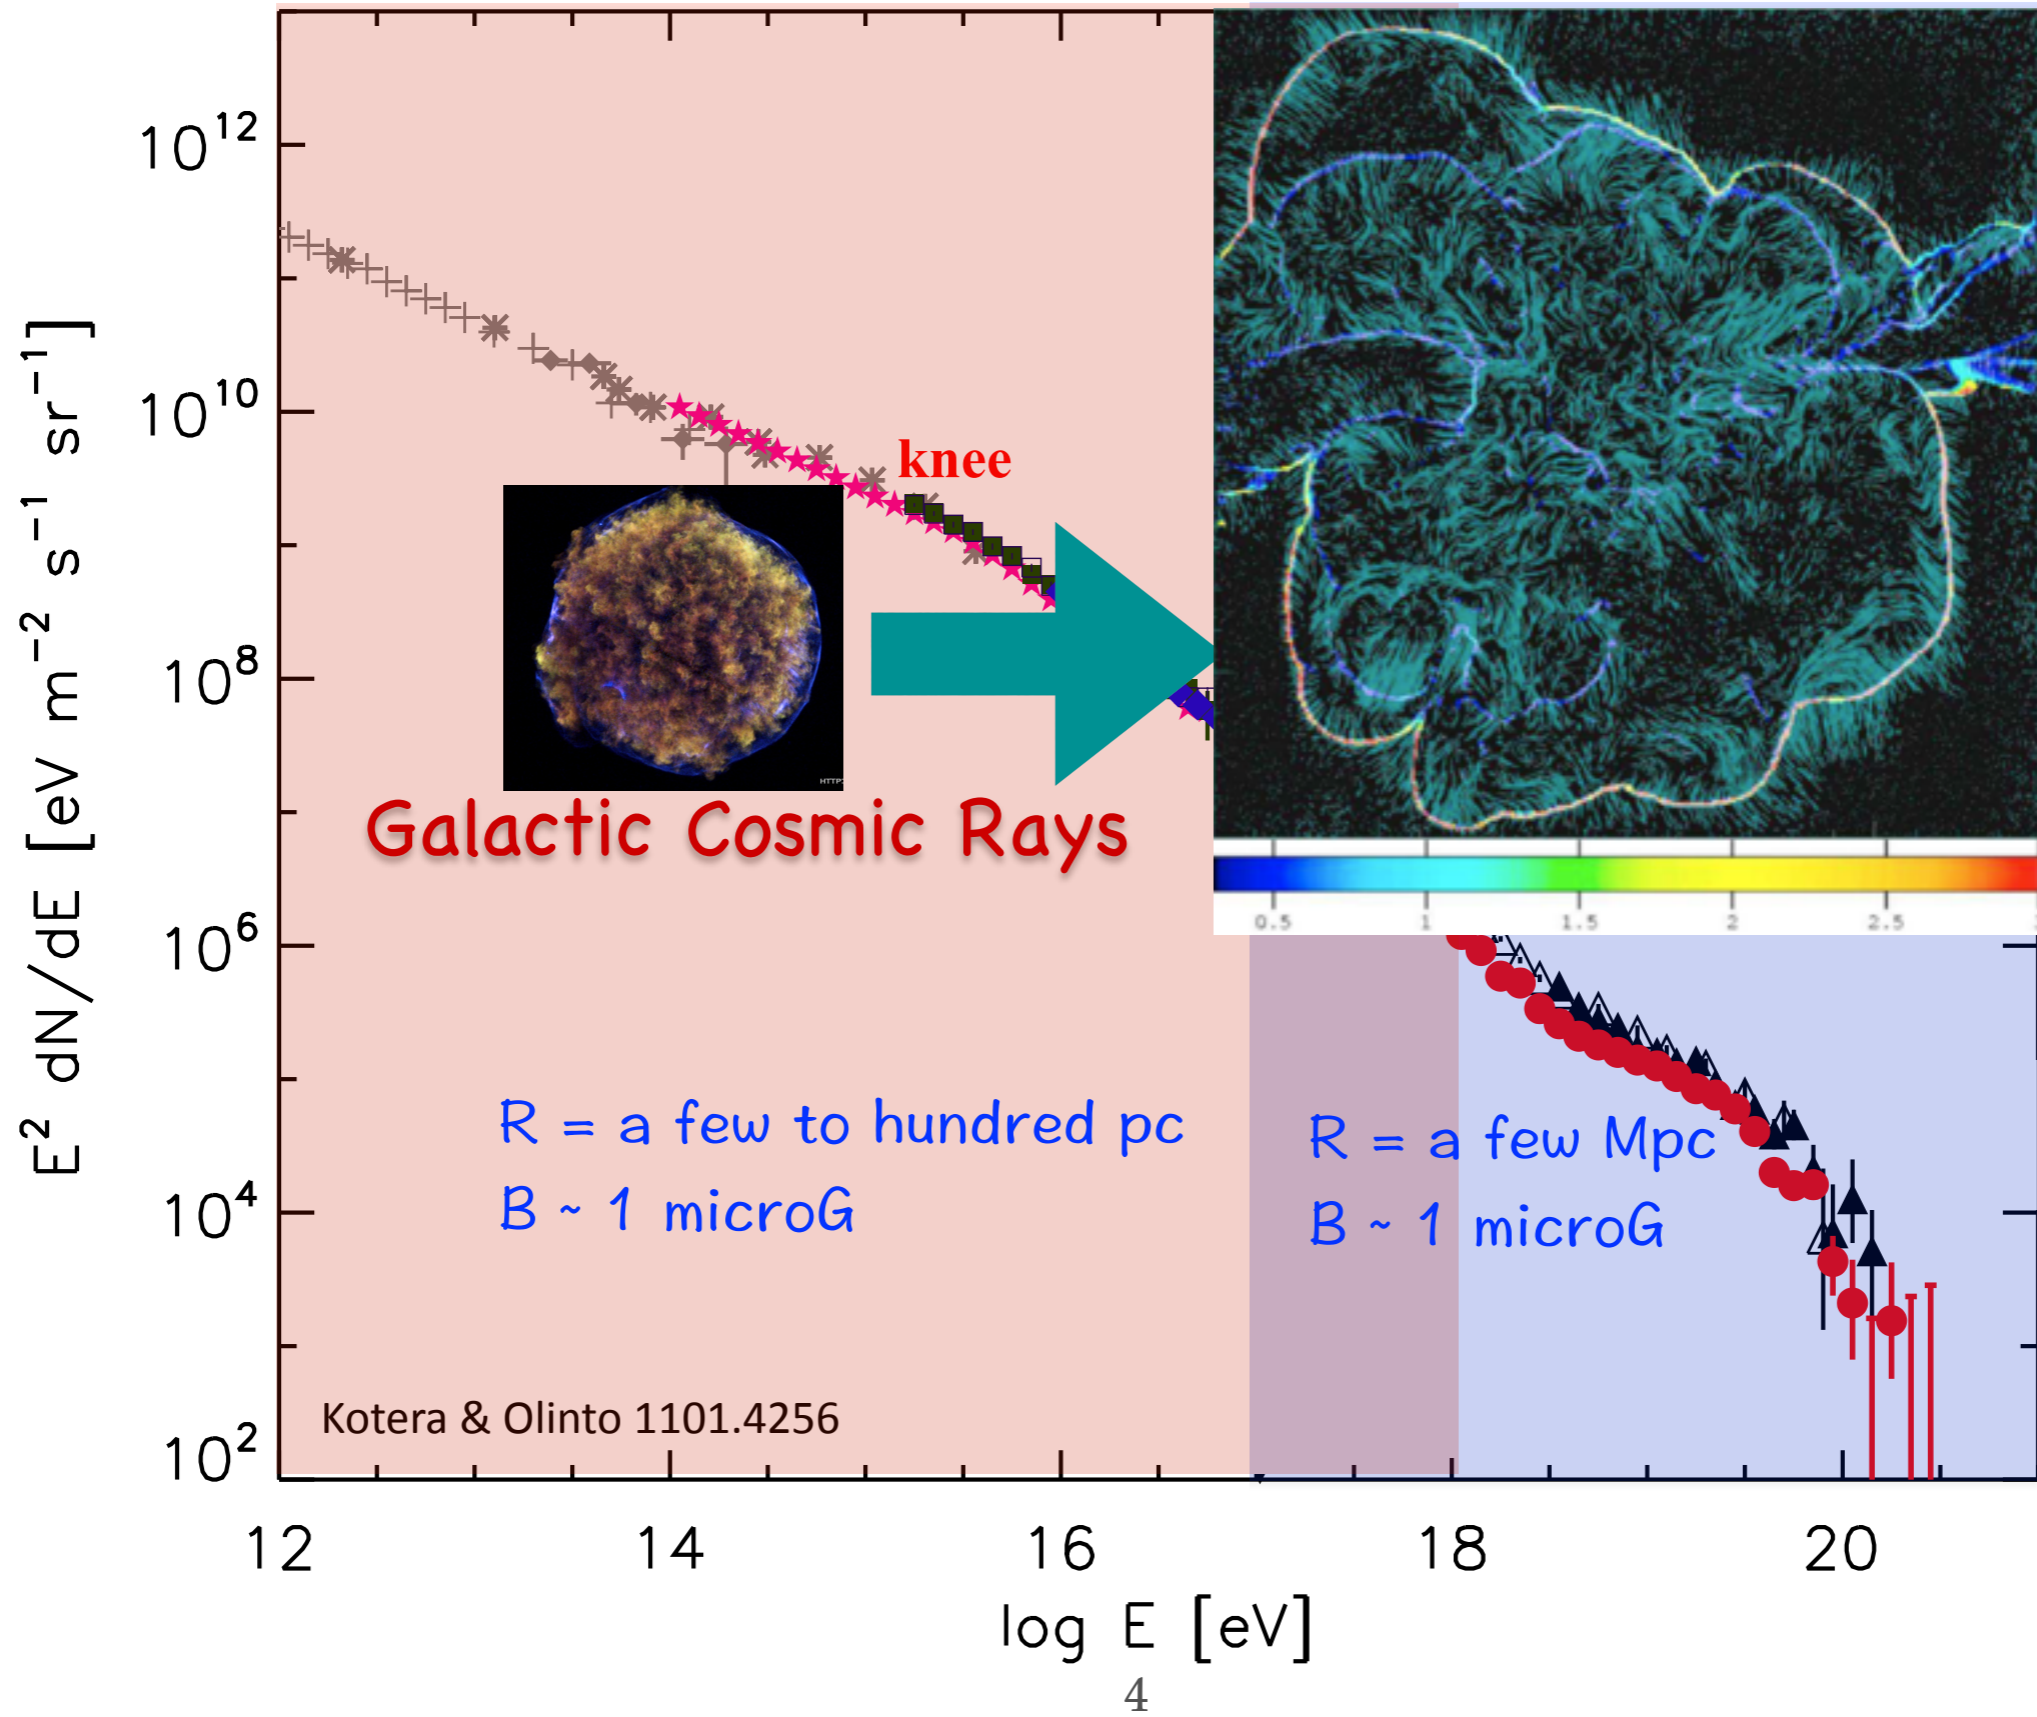 E² dN/dE [eV m⁻² s⁻¹ sr⁻¹]
10¹²
10¹⁰
10⁸
10⁶
10⁴
10²
knee
HTTP:
Galactic Cosmic Rays
0.5 1 1.5 2 2.5
R = a few to hundred pc
B ~ 1 microG
R = a few Mpc
B ~ 1 microG
Kotera & Olinto 1101.4256
12 14 16 18 20
log E [eV]
4